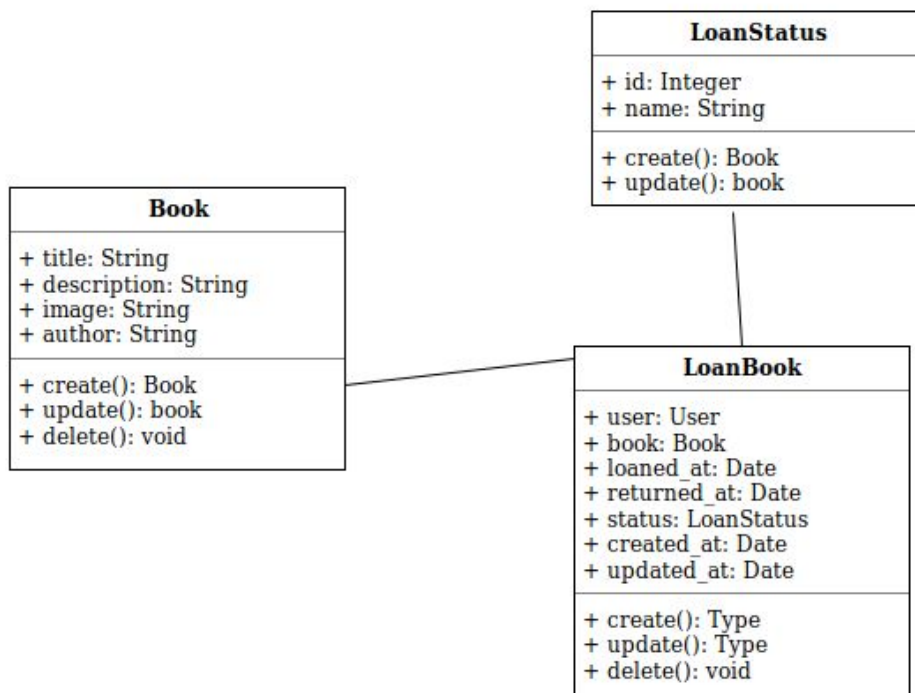 LoanStatus
+ id: Integer
+ name: String
+ create(): Book
+ update(): book
Book
+ title: String
+ description: String
+ image: String
+ author: String
+ create(): Book
+ update(): book
+ delete(): void
LoanBook
+ user: User
+ book: Book
+ loaned_at: Date
+ returned_at: Date
+ status: LoanStatus
+ created_at: Date
+ updated_at: Date
+ create(): Type
+ update(): Type
+ delete(): void